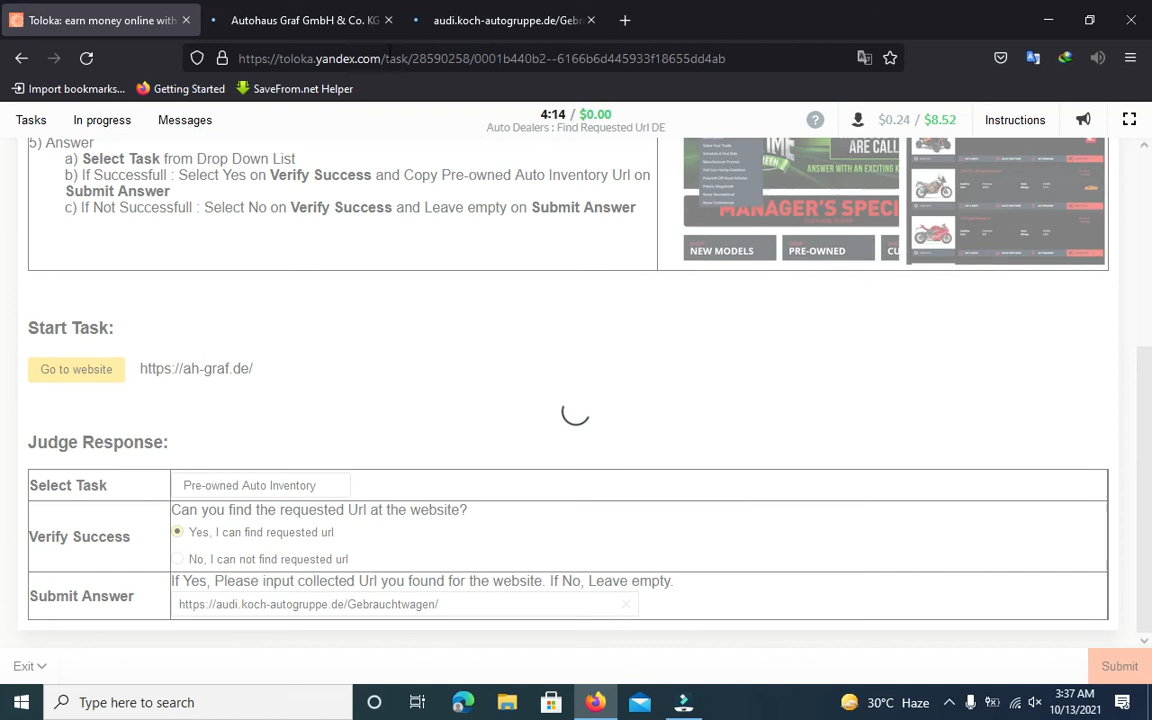 Toloka: earn money online with
Autohaus Graf GmbH & Co. KG
audi.koch-autogruppe.de/Gebr
https://toloka.yandex.com/task/28590258/0001b440b2--6166b6d445933f18655dd4ab
Import bookmarks...
Getting Started
SaveFrom.net Helper
Tasks
In progress
Messages
4:14 / $0.00
Auto Dealers : Find Requested Url DE
$0.24 / $8.52
Instructions
5) Answer
a) Select Task from Drop Down List
b) If Successfull : Select Yes on Verify Success and Copy Pre-owned Auto Inventory Url on
Submit Answer
c) If Not Successfull : Select No on Verify Success and Leave empty on Submit Answer
ARE CALL
ANSWER WITH AN EXCITING
MANAGER'S SPECI
NEW MODELS
PRE-OWNED
CU
Start Task:
Go to website
https://ah-graf.de/
Judge Response:
Select Task
Pre-owned Auto Inventory
Verify Success
Can you find the requested Url at the website?
Yes, I can find requested url
No, I can not find requested url
Submit Answer
If Yes, Please input collected Url you found for the website. If No, Leave empty.
https://audi.koch-autogruppe.de/Gebrauchtwagen/
Exit
Submit
Type here to search
30°C Haze
3:37 AM
10/13/2021